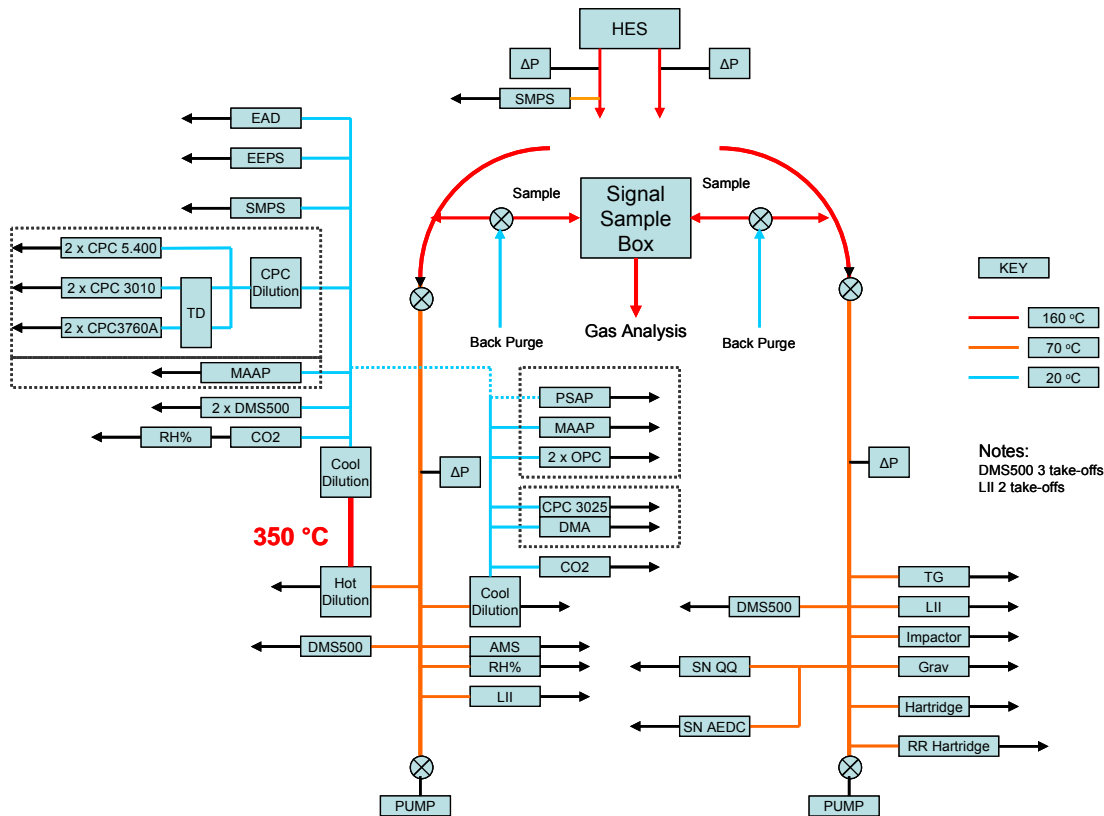 HES
ΔP
ΔP
SMPS
EAD
EEPS
SMPS
2 x CPC 5.400
2 x CPC 3010
2 x CPC3760A
TD
CPC
Dilution
MAAP
2 x DMS500
RH%
CO2
Cool
Dilution
350 °C
Hot
Dilution
DMS500
Sample
Signal
Sample
Box
Sample
Back Purge
Gas Analysis
Back Purge
PSAP
MAAP
2 x OPC
CPC 3025
DMA
CO2
Cool
Dilution
AMS
RH%
LII
ΔP
PUMP
KEY
160 °C
70 °C
20 °C
Notes:
DMS500 3 take-offs
LII 2 take-offs
ΔP
TG
DMS500
LII
Impactor
SN QQ
Grav
Hartridge
SN AEDC
RR Hartridge
PUMP